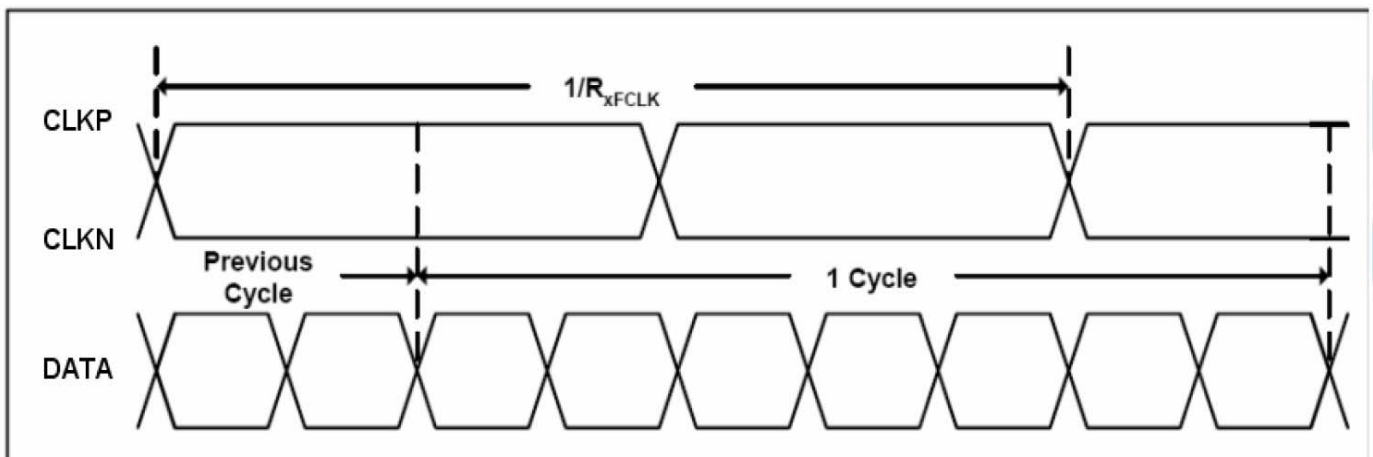 1/RxFCLK
CLKP
CLKN
Previous
Cycle
1 Cycle
DATA